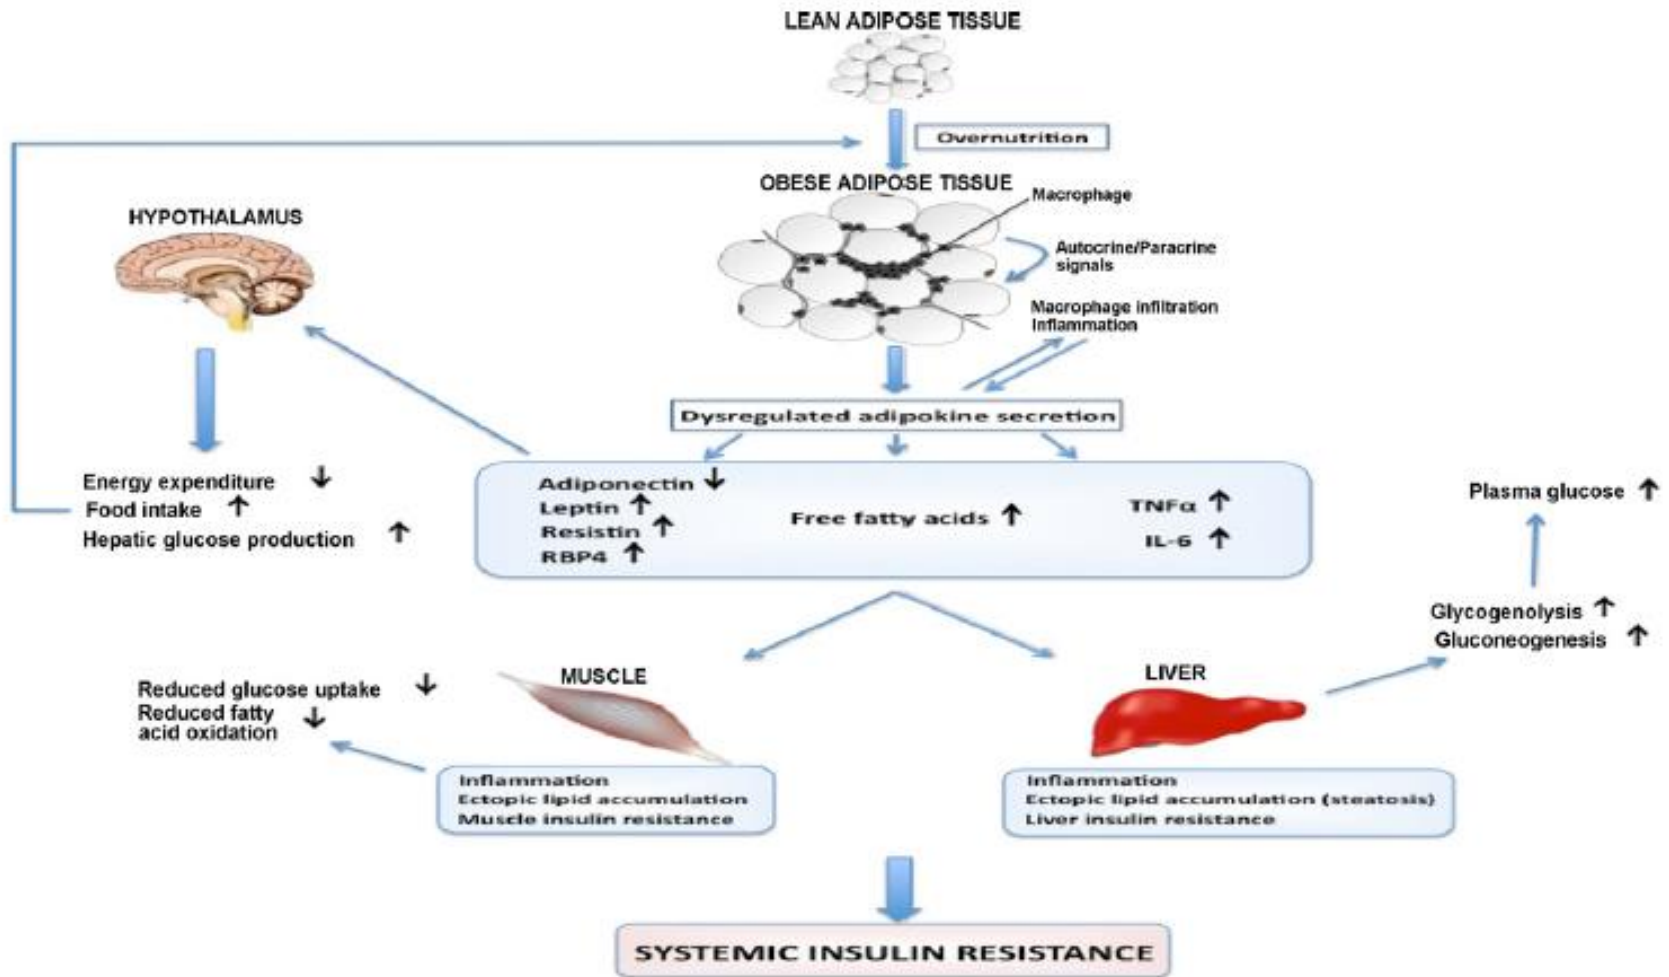 LEAN ADIPOSE TISSUE
Overnutrition
OBESE ADIPOSE TISSUE
Macrophage
HYPOTHALAMUS
Autocrine/Paracrine
signals
Macrophage infiltration
Inflammation
Dysregulated adipokine secretion
Energy expenditure ↓
Food intake ↑
Hepatic glucose production ↑
Adiponectin ↓
Leptin ↑
Resistin ↑
RBP4 ↑
Free fatty acids ↑
TNFα ↑
IL-6 ↑
Plasma glucose ↑
Glycogenolysis ↑
Gluconeogenesis ↑
MUSCLE
LIVER
Reduced glucose uptake ↓
Reduced fatty ↓
acid oxidation
Inflammation
Ectopic lipid accumulation
Muscle insulin resistance
Inflammation
Ectopic lipid accumulation (steatosis)
Liver insulin resistance
SYSTEMIC INSULIN RESISTANCE